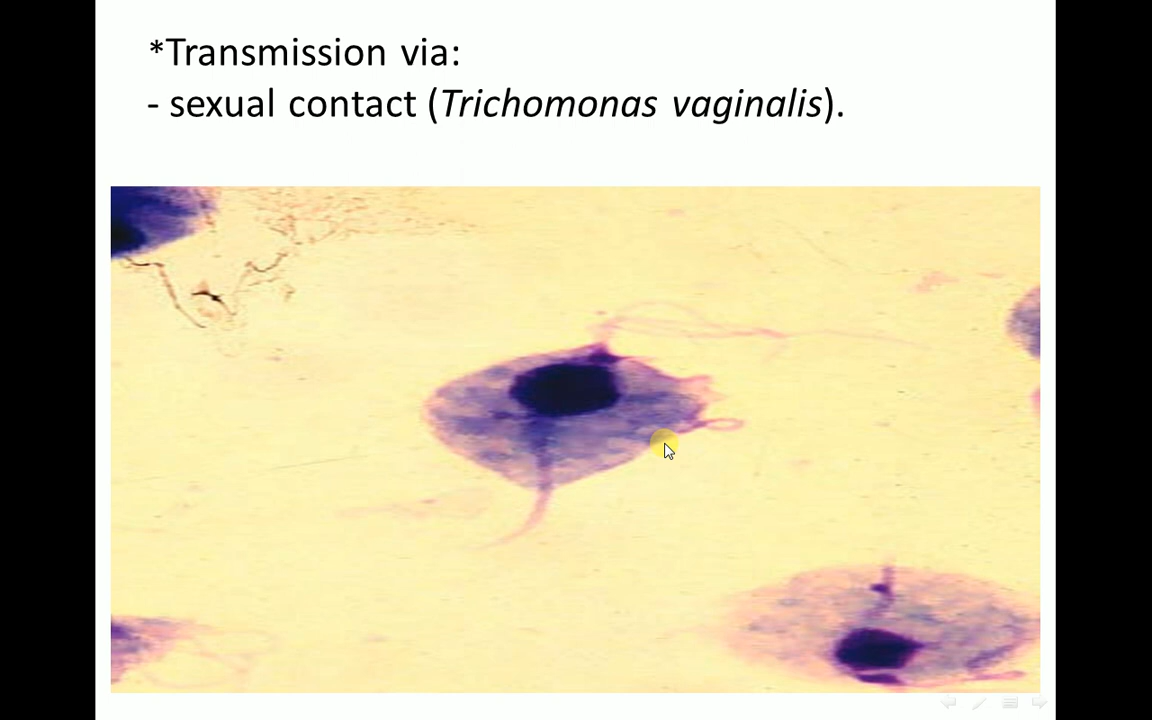 *Transmission via:
- sexual contact (Trichomonas vaginalis).